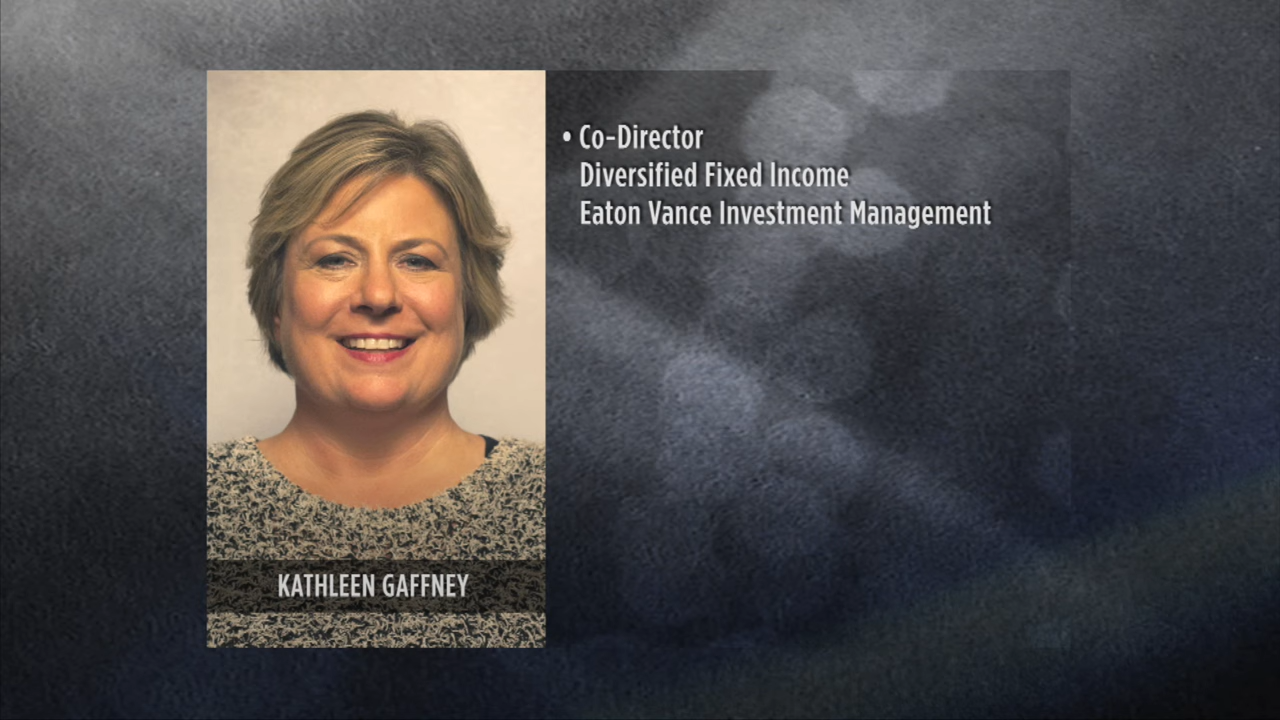 • Co-Director
Diversified Fixed Income
Eaton Vance Investment Management
KATHLEEN GAFFNEY